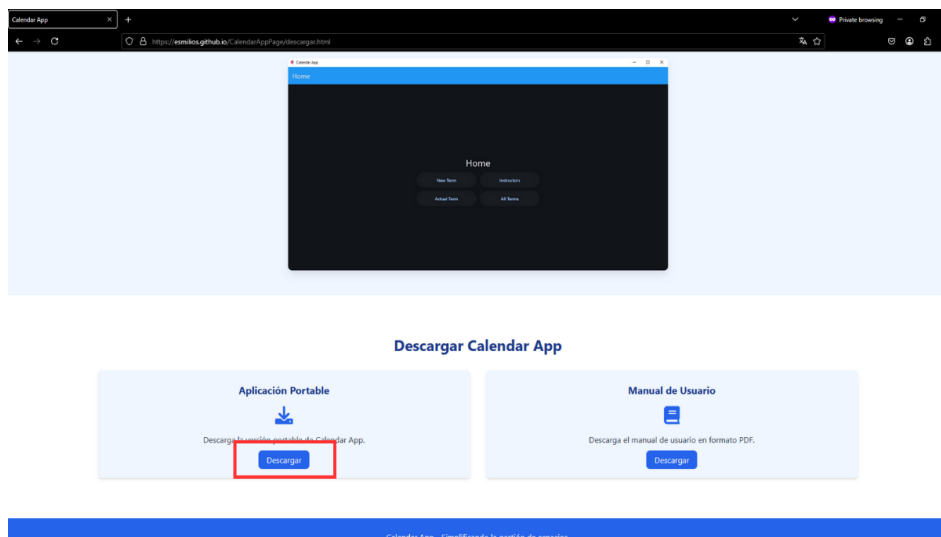 Calendar App
Private browsing
https://esmilios.github.io/CalendarAppPage/descargar.html
Calendar App
Home
Home
New Term Instructors
Actual Term All Terms
Descargar Calendar App
Aplicación Portable Manual de Usuario
Descarga la versión portable de Calendar App. Descarga el manual de usuario en formato PDF.
Descargar Descargar
Calendar App - Simplificando la gestión de